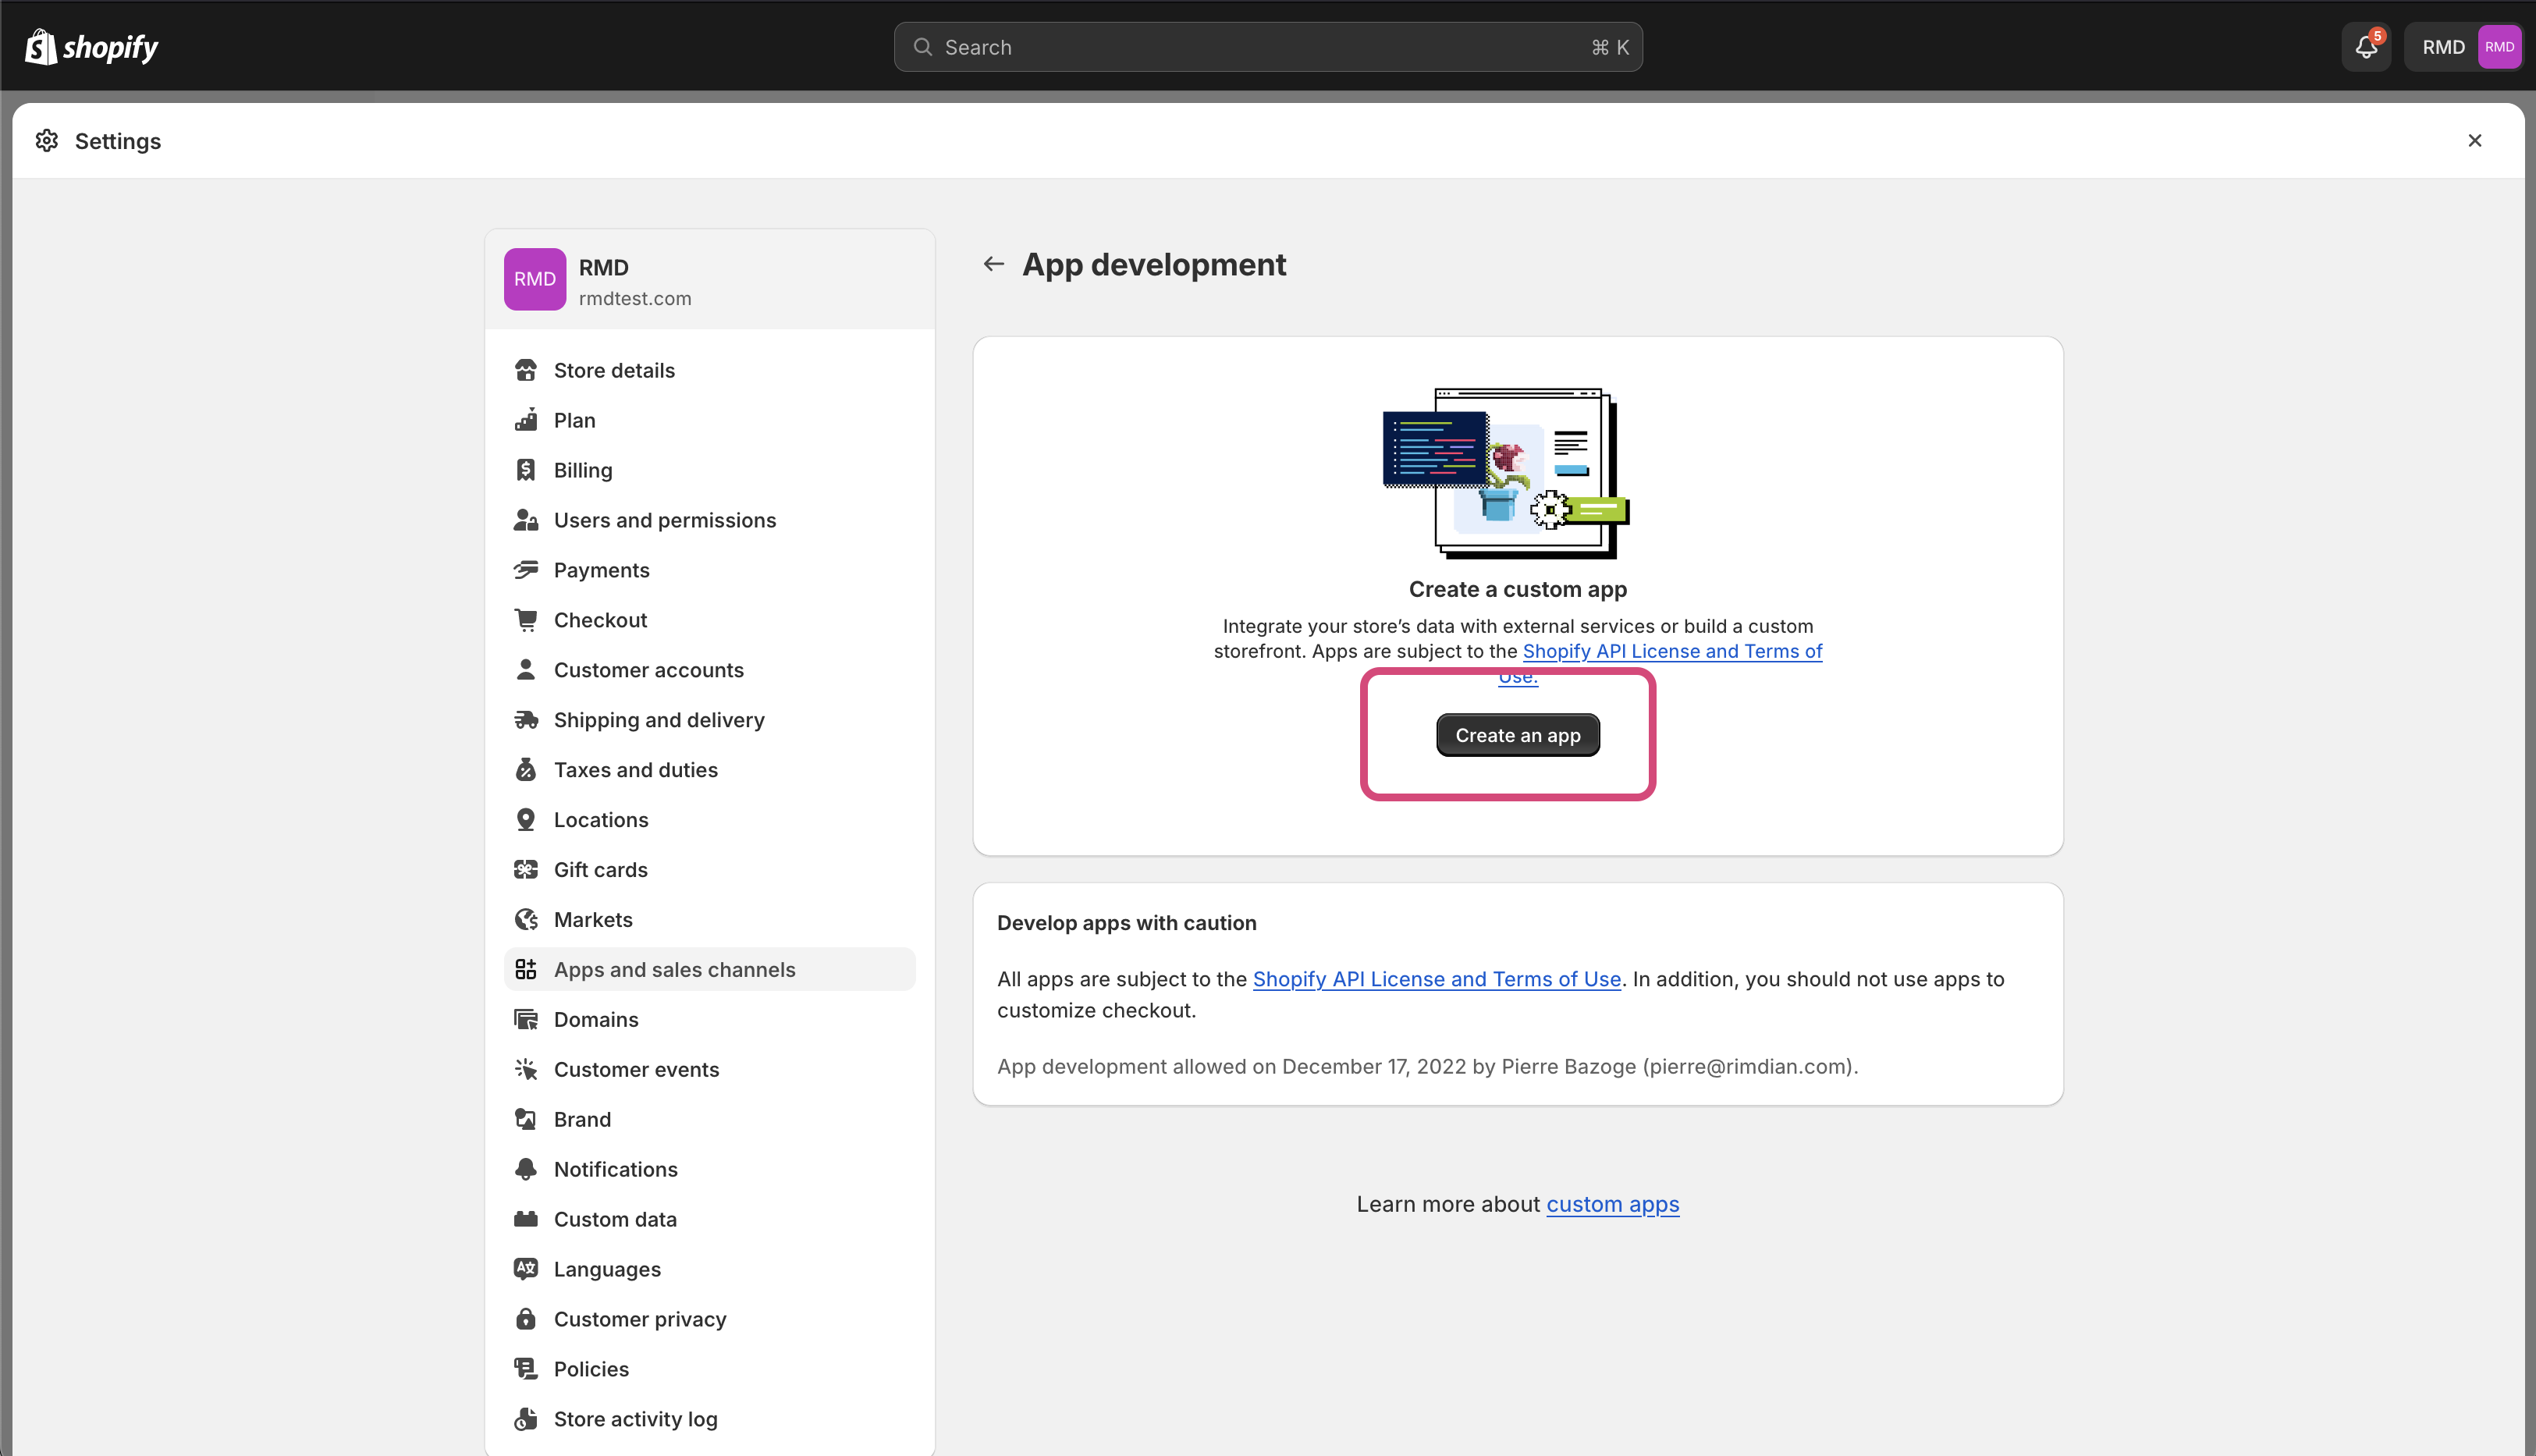 shopify
Search
⌘ K
5
RMD
RMD
Settings
RMD
RMD
rmdtest.com
Store details
Plan
Billing
Users and permissions
Payments
Checkout
Customer accounts
Shipping and delivery
Taxes and duties
Locations
Gift cards
Markets
Apps and sales channels
Domains
Customer events
Brand
Notifications
Custom data
Languages
Customer privacy
Policies
Store activity log
App development
Create a custom app
Integrate your store’s data with external services or build a custom
storefront. Apps are subject to the Shopify API License and Terms of
Use.
Create an app
Develop apps with caution
All apps are subject to the Shopify API License and Terms of Use. In addition, you should not use apps to
customize checkout.
App development allowed on December 17, 2022 by Pierre Bazoge (pierre@rimdian.com).
Learn more about custom apps